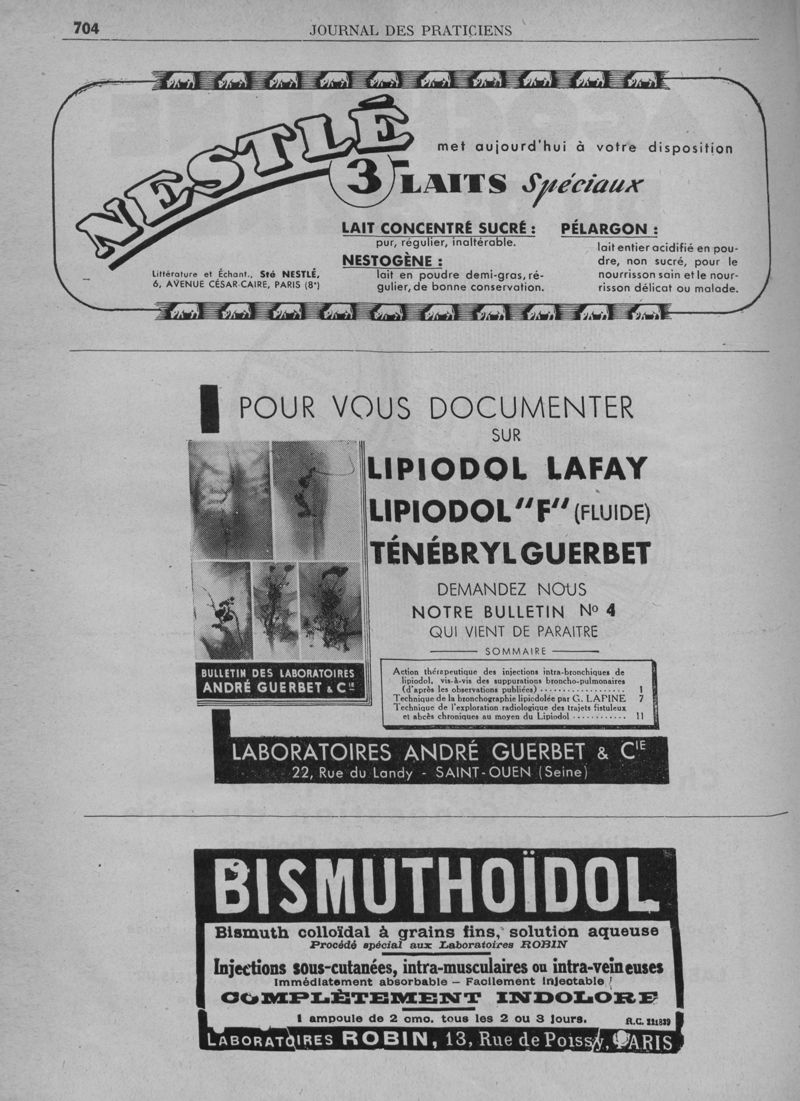 704
JOURNAL DES PRATICIENS
NESTLÉ
met aujourd'hui à votre disposition
3 LAITS Spéciaux
LAIT CONCENTRÉ SUCRÉ :
pur, régulier, inaltérable.
NESTOGÈNE :
lait en poudre demi-gras, ré-
gulier, de bonne conservation.
PÉLARGON :
lait entier acidifié en pou-
dre, non sucré, pour le
nourrisson sain et le nour-
risson délicat ou malade.
Littérature et Échant., Sté NESTLÉ,
6, AVENUE CÉSAR-CAIRE, PARIS (8e)
POUR VOUS DOCUMENTER
SUR
LIPIODOL LAFAY
LIPIODOL "F" (FLUIDE)
TÉNÉBRYL GUERBET
DEMANDEZ NOUS
NOTRE BULLETIN No 4
QUI VIENT DE PARAITRE
SOMMAIRE
Action thérapeutique des injections intra-bronchiques de
lipiodol, vis-à-vis des suppurations broncho-pulmonaires
(d'après les observations publiées) .................. 1
Technique de la bronchographie lipiodolée par G. LAPINE 7
Technique de l'exploration radiologique des trajets fistuleux
et abcès chroniques au moyen du Lipiodol ............ 11
BULLETIN DES LABORATOIRES
ANDRÉ GUERBET & Cie
LABORATOIRES ANDRÉ GUERBET & CIE
22, Rue du Landy - SAINT-OUEN (Seine)
BISMUTHOÏDOL
Bismuth colloïdal à grains fins, solution aqueuse
Procédé spécial aux Laboratoires ROBIN
Injections sous-cutanées, intra-musculaires ou intra-veineuses
Immédiatement absorbable — Facilement injectable
COMPLÈTEMENT INDOLORE
1 ampoule de 2 cmc. tous les 2 ou 3 jours.
R.C. 221839
LABORATOIRES ROBIN, 13, Rue de Poissy, PARIS